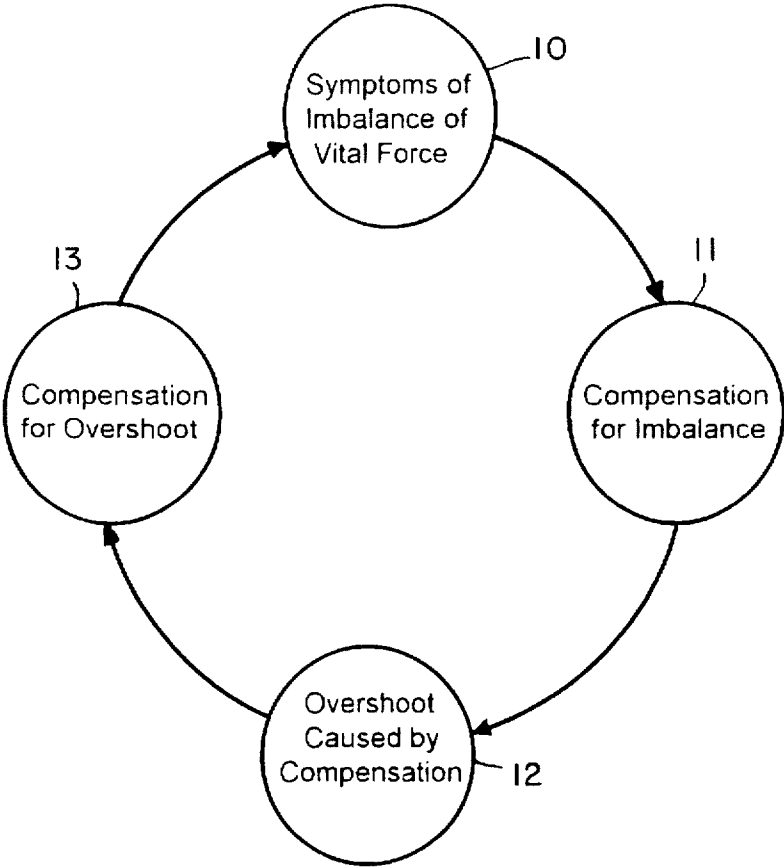 10
Symptoms of
Imbalance of
Vital Force
13
11
Compensation
for Overshoot
Compensation
for Imbalance
Overshoot
Caused by
Compensation
12